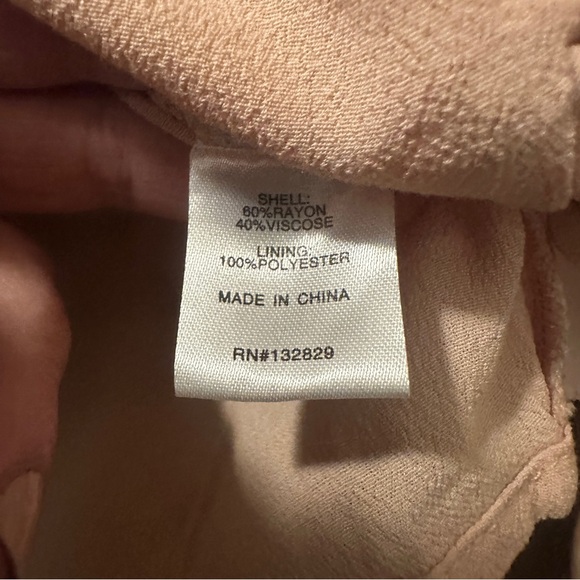 SHELL:
60%RAYON
40%VISCOSE
LINING:
100%POLYESTER
MADE IN CHINA
RN#132829